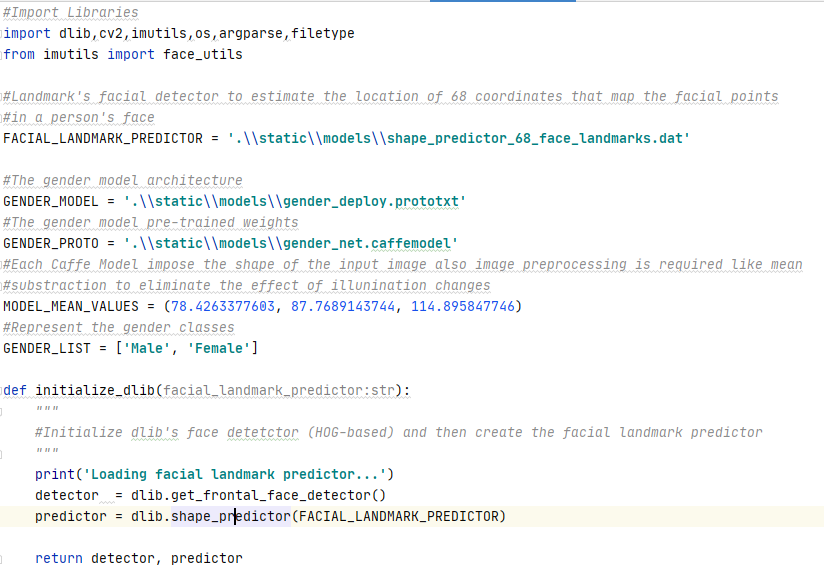 #Import Libraries
import dlib,cv2,imutils,os,argparse,filetype
from imutils import face_utils
#Landmark's facial detector to estimate the location of 68 coordinates that map the facial points
#in a person's face
FACIAL_LANDMARK_PREDICTOR = '.\\static\\models\\shape_predictor_68_face_landmarks.dat'
#The gender model architecture
GENDER_MODEL = '.\\static\\models\\gender_deploy.prototxt'
#The gender model pre-trained weights
GENDER_PROTO = '.\\static\\models\\gender_net.caffemodel'
#Each Caffe Model impose the shape of the input image also image preprocessing is required like mean
#substraction to eliminate the effect of illunination changes
MODEL_MEAN_VALUES = (78.4263377603, 87.7689143744, 114.895847746)
#Represent the gender classes
GENDER_LIST = ['Male', 'Female']
def initialize_dlib(facial_landmark_predictor:str):
    """
    #Initialize dlib's face detetctor (HOG-based) and then create the facial landmark predictor
    """
    print('Loading facial landmark predictor...')
    detector  = dlib.get_frontal_face_detector()
    predictor = dlib.shape_predictor(FACIAL_LANDMARK_PREDICTOR)
    return detector, predictor